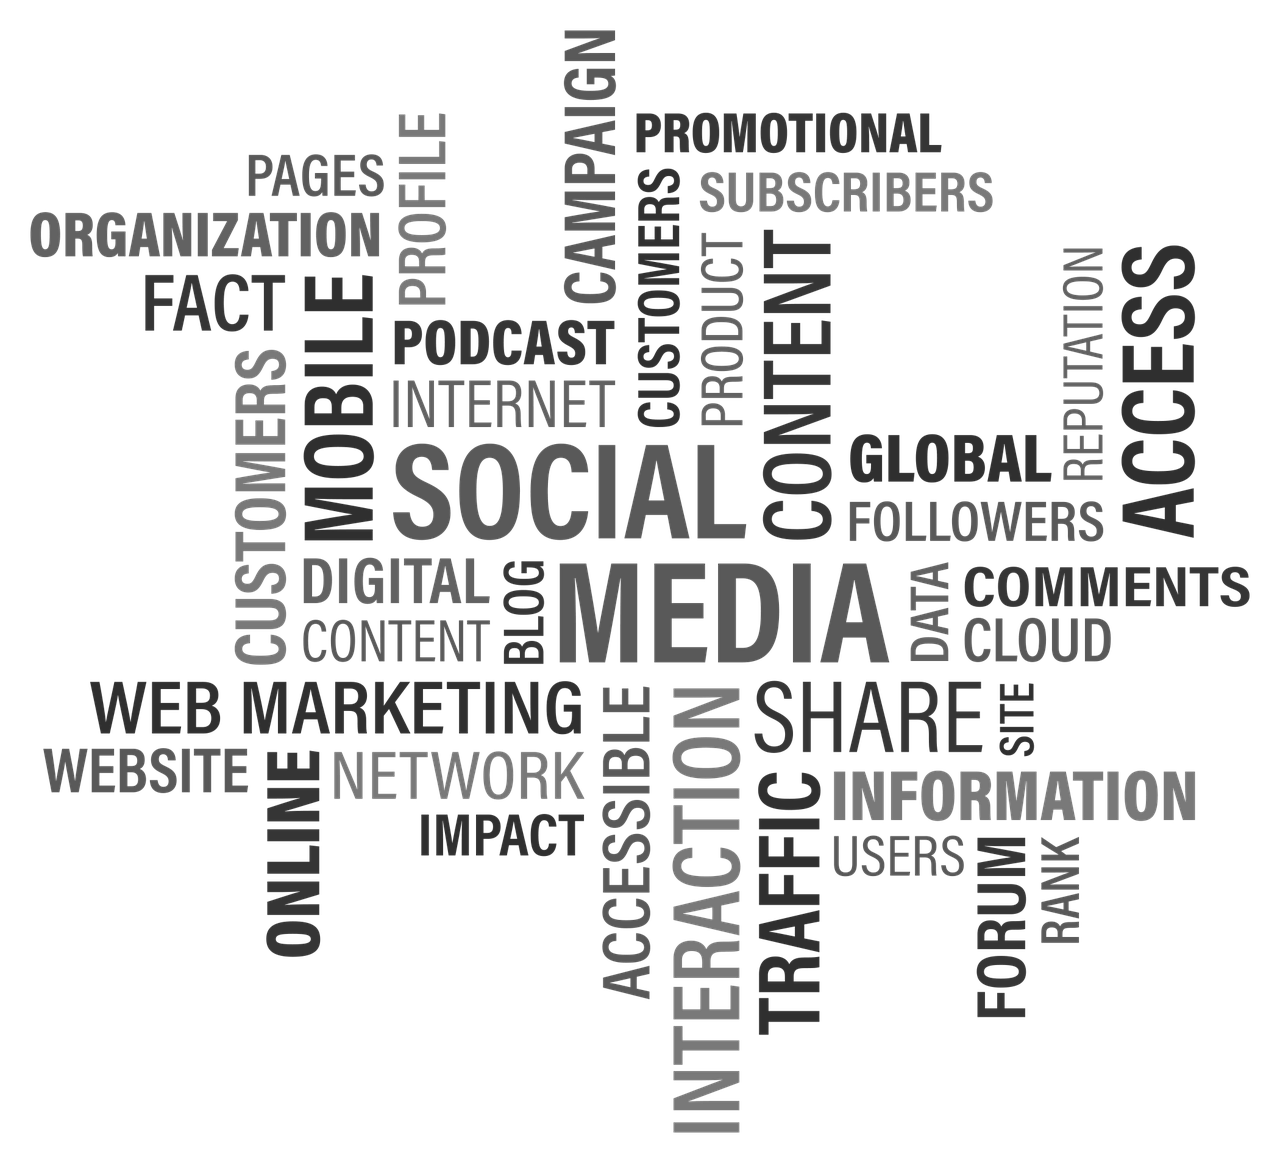 CAMPAIGN
PROFILE
PROMOTIONAL
PAGES
CUSTOMERS
SUBSCRIBERS
ORGANIZATION
PRODUCT
CONTENT
REPUTATION
ACCESS
FACT
MOBILE
PODCAST
CUSTOMERS
INTERNET
GLOBAL
SOCIAL
FOLLOWERS
DIGITAL
BLOG
MEDIA
DATA
COMMENTS
CONTENT
CLOUD
WEB MARKETING
ACCESSIBLE
INTERACTION
SHARE
SITE
WEBSITE
ONLINE
NETWORK
TRAFFIC
INFORMATION
IMPACT
USERS
FORUM
RANK